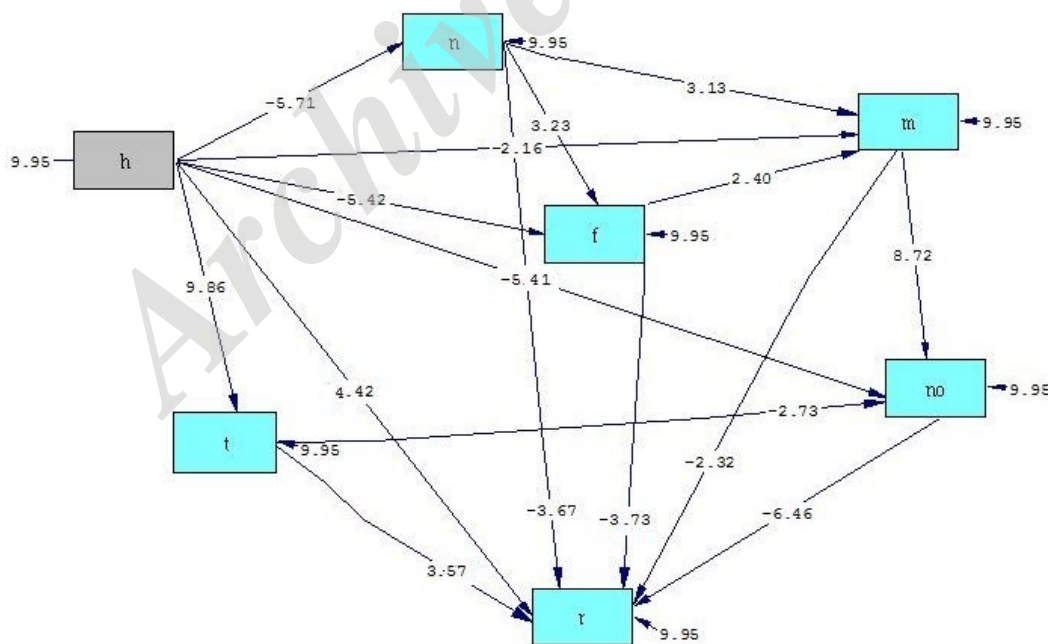 n
9.95
-5.71
3.13
m
9.95
3.23
9.95
h
-2.16
2.40
-5.42
f
9.95
8.72
-5.41
9.86
4.42
no
9.95
-2.73
t
9.95
-2.32
-3.67
-3.73
-6.46
3.57
r
9.95
Archive